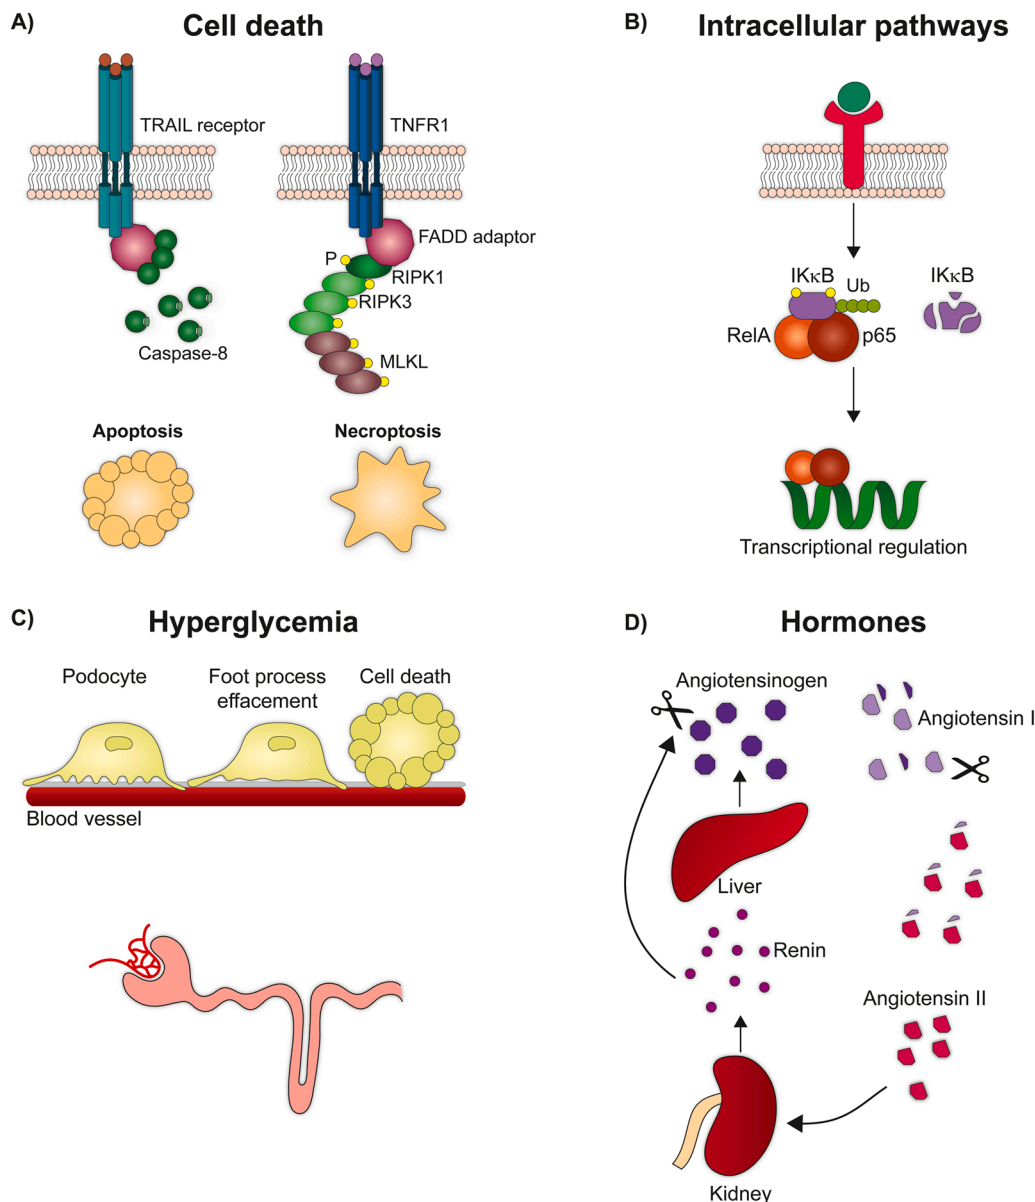 A)
Cell death
TRAIL receptor
TNFR1
FADD adaptor
P
RIPK1
RIPK3
Caspase-8
MLKL
Apoptosis
Necroptosis
B)
Intracellular pathways
IKκB
Ub
IKκB
RelA
p65
Transcriptional regulation
C)
Hyperglycemia
Podocyte
Foot process
effacement
Cell death
Blood vessel
D)
Hormones
Angiotensinogen
Angiotensin I
Liver
Renin
Angiotensin II
Kidney